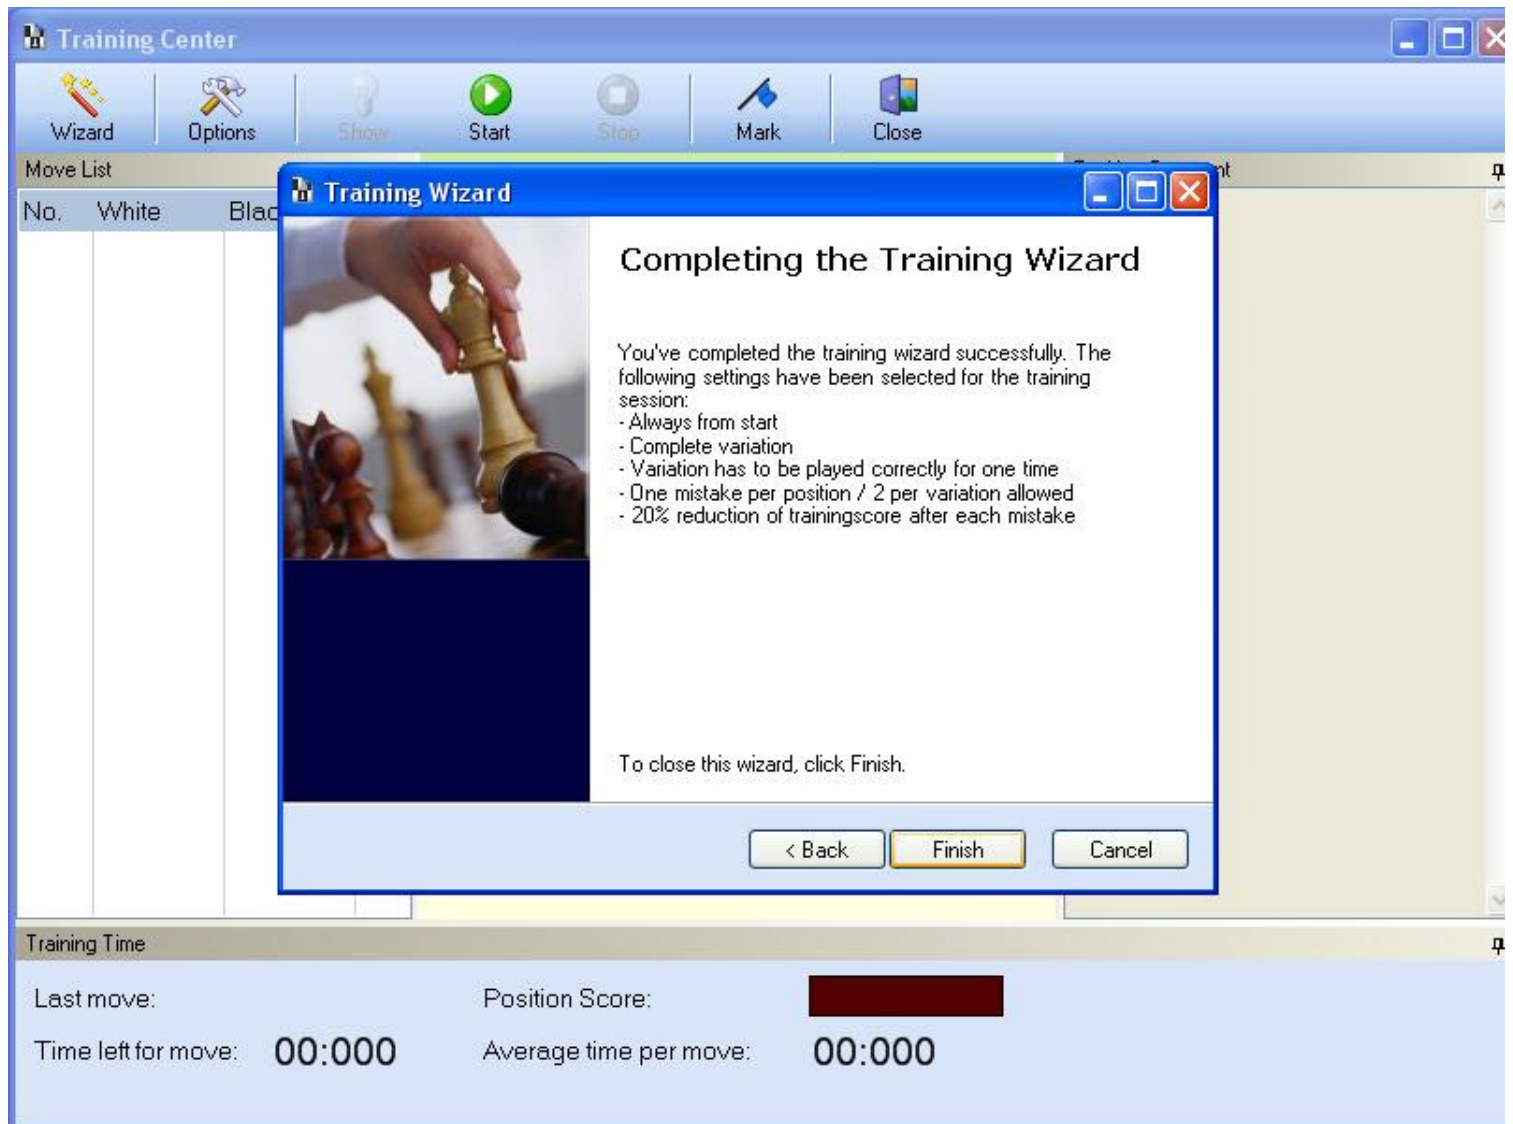 Training Center
Wizard Options Show Start Stop Mark Close
Move List
No. White Blac
Training Wizard
Completing the Training Wizard
You've completed the training wizard successfully. The
following settings have been selected for the training
session:
- Always from start
- Complete variation
- Variation has to be played correctly for one time
- One mistake per position / 2 per variation allowed
- 20% reduction of trainingscore after each mistake
To close this wizard, click Finish.
< Back Finish Cancel
Training Time
Last move: Position Score:
Time left for move: 00:000 Average time per move: 00:000